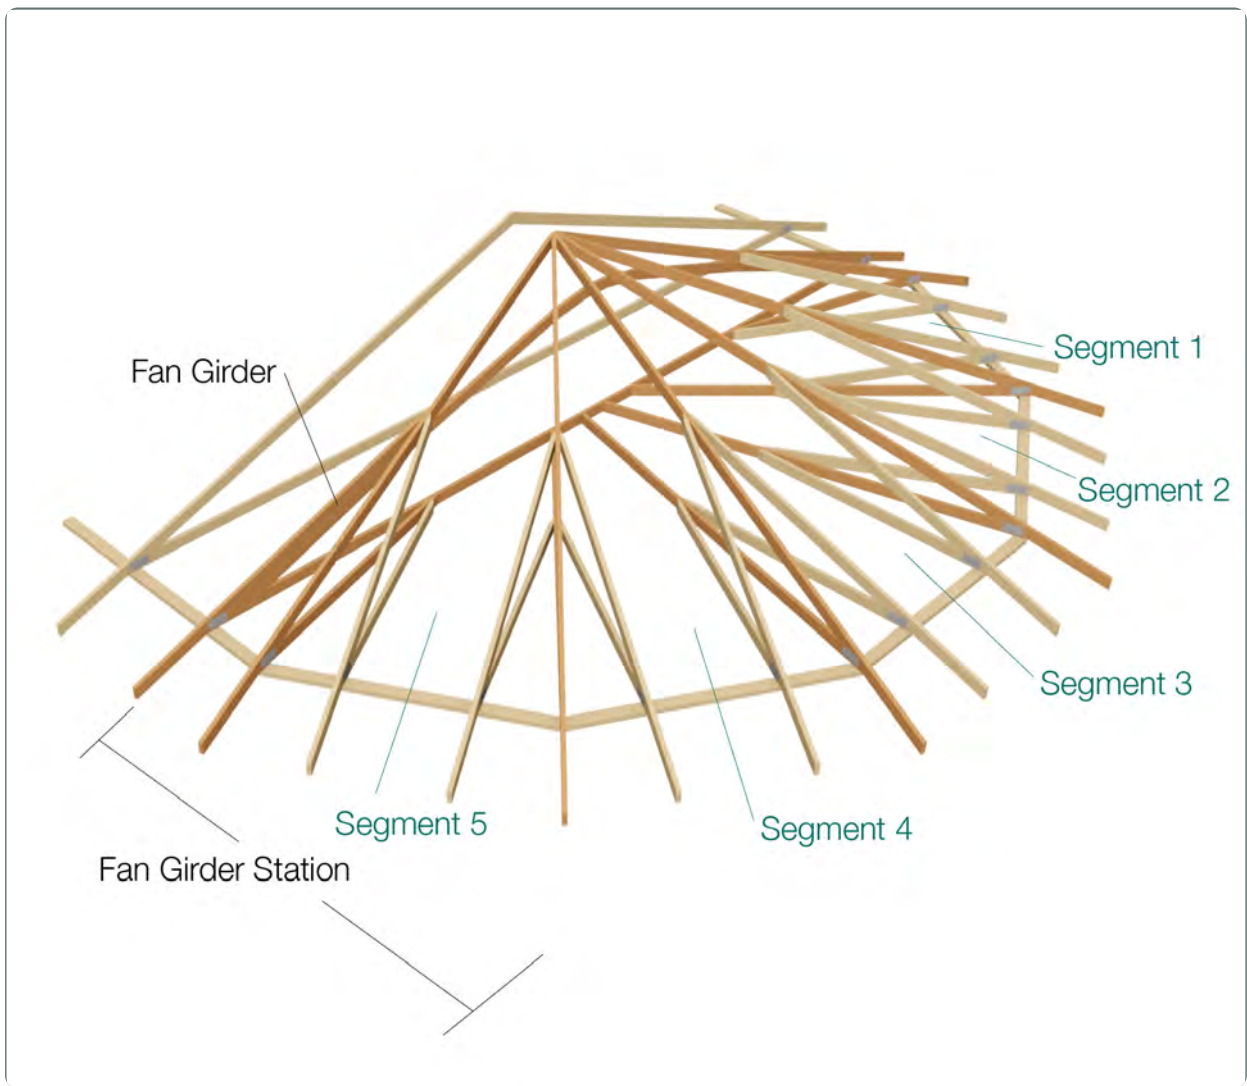 Segment 1
Fan Girder
Segment 2
Segment 3
Segment 5
Segment 4
Fan Girder Station